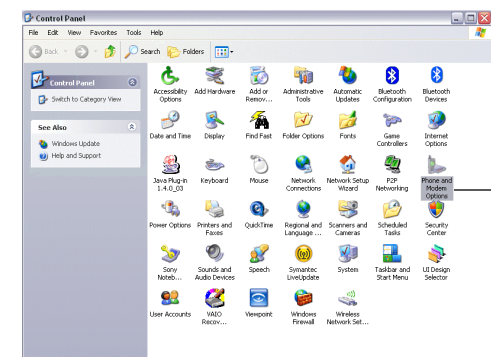 Control Panel
File Edit View Favorites Tools Help
Back Search Folders
Control Panel
Switch to Category View
See Also
Windows Update
Help and Support
Accessibility Options
Add Hardware
Add or Remov...
Administrative Tools
Automatic Updates
Bluetooth Configuration
Bluetooth Devices
Date and Time
Display
Find Fast
Folder Options
Fonts
Game Controllers
Internet Options
Java Plug-in 1.4.0_03
Keyboard
Mouse
Network Connections
Network Setup Wizard
P2P Networking
Phone and Modem Options
Power Options
Printers and Faxes
QuickTime
Regional and Language ...
Scanners and Cameras
Scheduled Tasks
Security Center
Sony Noteb...
Sounds and Audio Devices
Speech
Symantec LiveUpdate
System
Taskbar and Start Menu
UI Design Selector
User Accounts
VAIO Recov...
Viewpoint
Windows Firewall
Wireless Network Set...